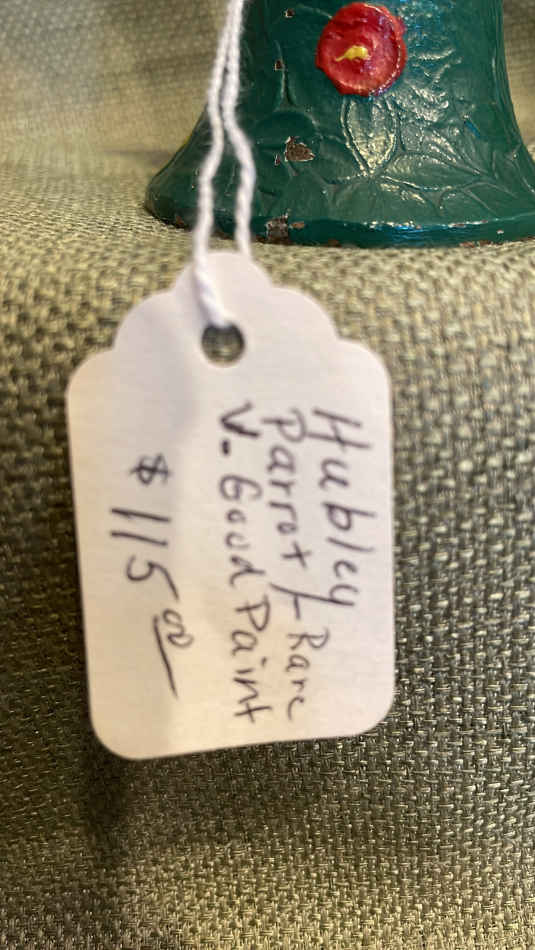 Hubley
Parrot / Rare
V. Good Paint
$115.00